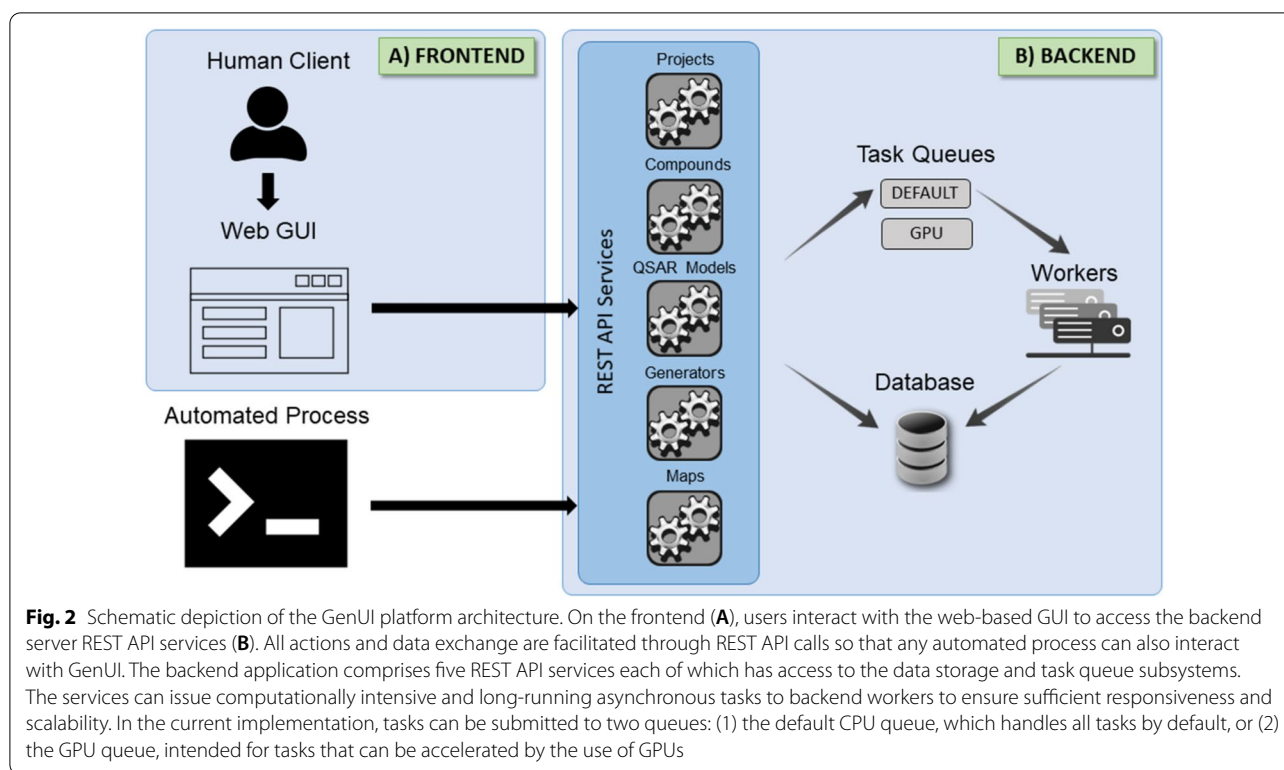 Human Client
A) FRONTEND
Web GUI
Automated Process
REST API Services
Projects
Compounds
QSAR Models
Generators
Maps
B) BACKEND
Task Queues
DEFAULT
GPU
Workers
Database
Fig. 2 Schematic depiction of the GenUI platform architecture. On the frontend (A), users interact with the web-based GUI to access the backend
server REST API services (B). All actions and data exchange are facilitated through REST API calls so that any automated process can also interact
with GenUI. The backend application comprises five REST API services each of which has access to the data storage and task queue subsystems.
The services can issue computationally intensive and long-running asynchronous tasks to backend workers to ensure sufficient responsiveness and
scalability. In the current implementation, tasks can be submitted to two queues: (1) the default CPU queue, which handles all tasks by default, or (2)
the GPU queue, intended for tasks that can be accelerated by the use of GPUs